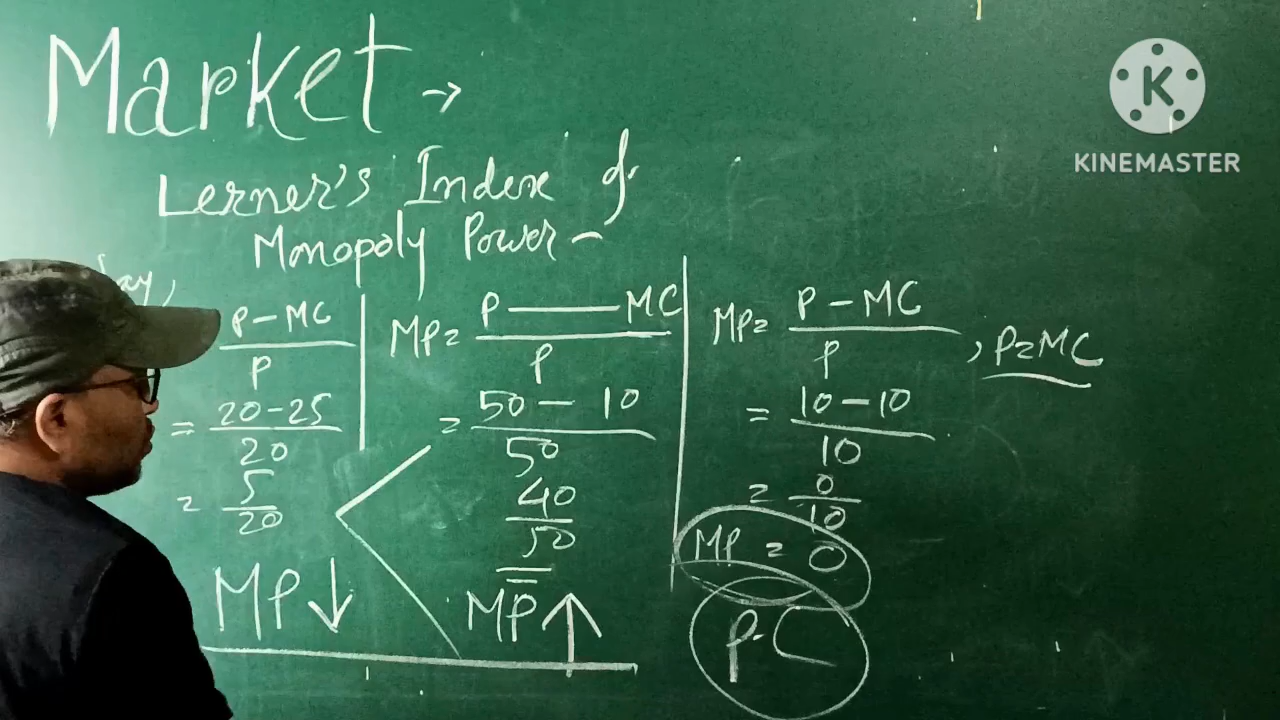 Market →
Lerner's Index of
Monopoly Power –
Say,
P - MC
P
= 20-25
20
= 5
20
MP↓
MP= P — MC
P
= 50 - 10
50
40
50
MP↑
MP= P - MC
P
, P=MC
= 10-10
10
= 0
10
MP = 0
P.C
KINEMASTER